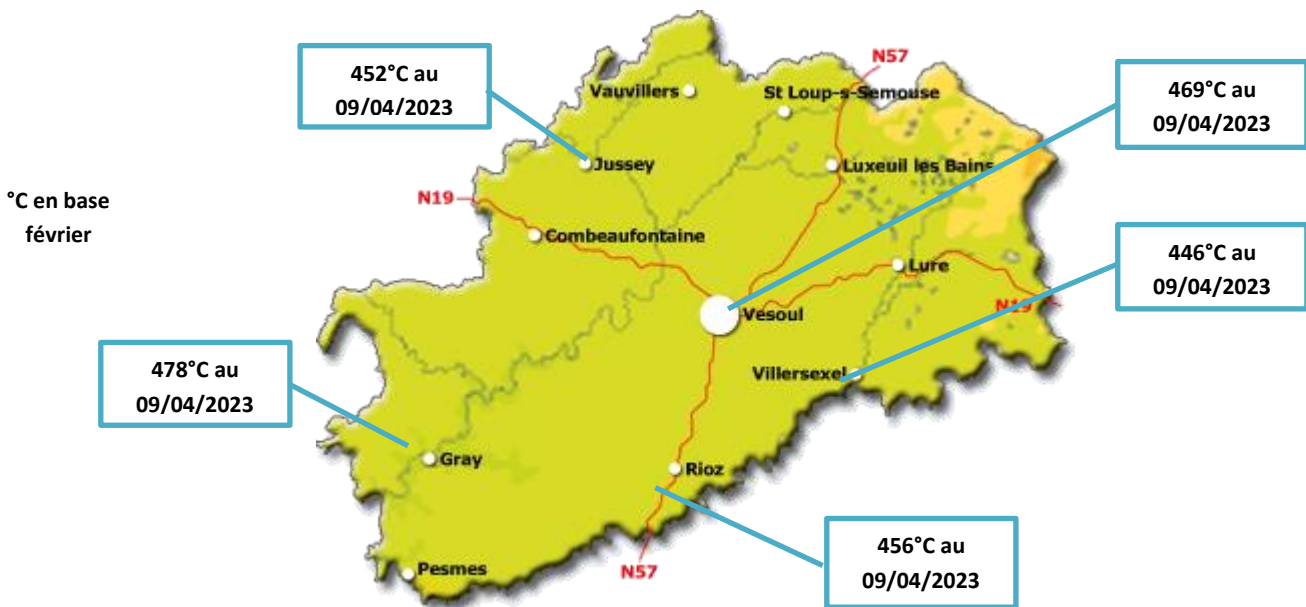 452°C au
09/04/2023
N57
469°C au
09/04/2023
Vauvillers
St Loup-s-Semouse
Jussey
Luxeuil les Bains
°C en base
février
N19
Combeaufontaine
446°C au
09/04/2023
Lure
N19
Vesoul
478°C au
09/04/2023
Villersexel
Gray
Rioz
456°C au
09/04/2023
Pesmes
N57